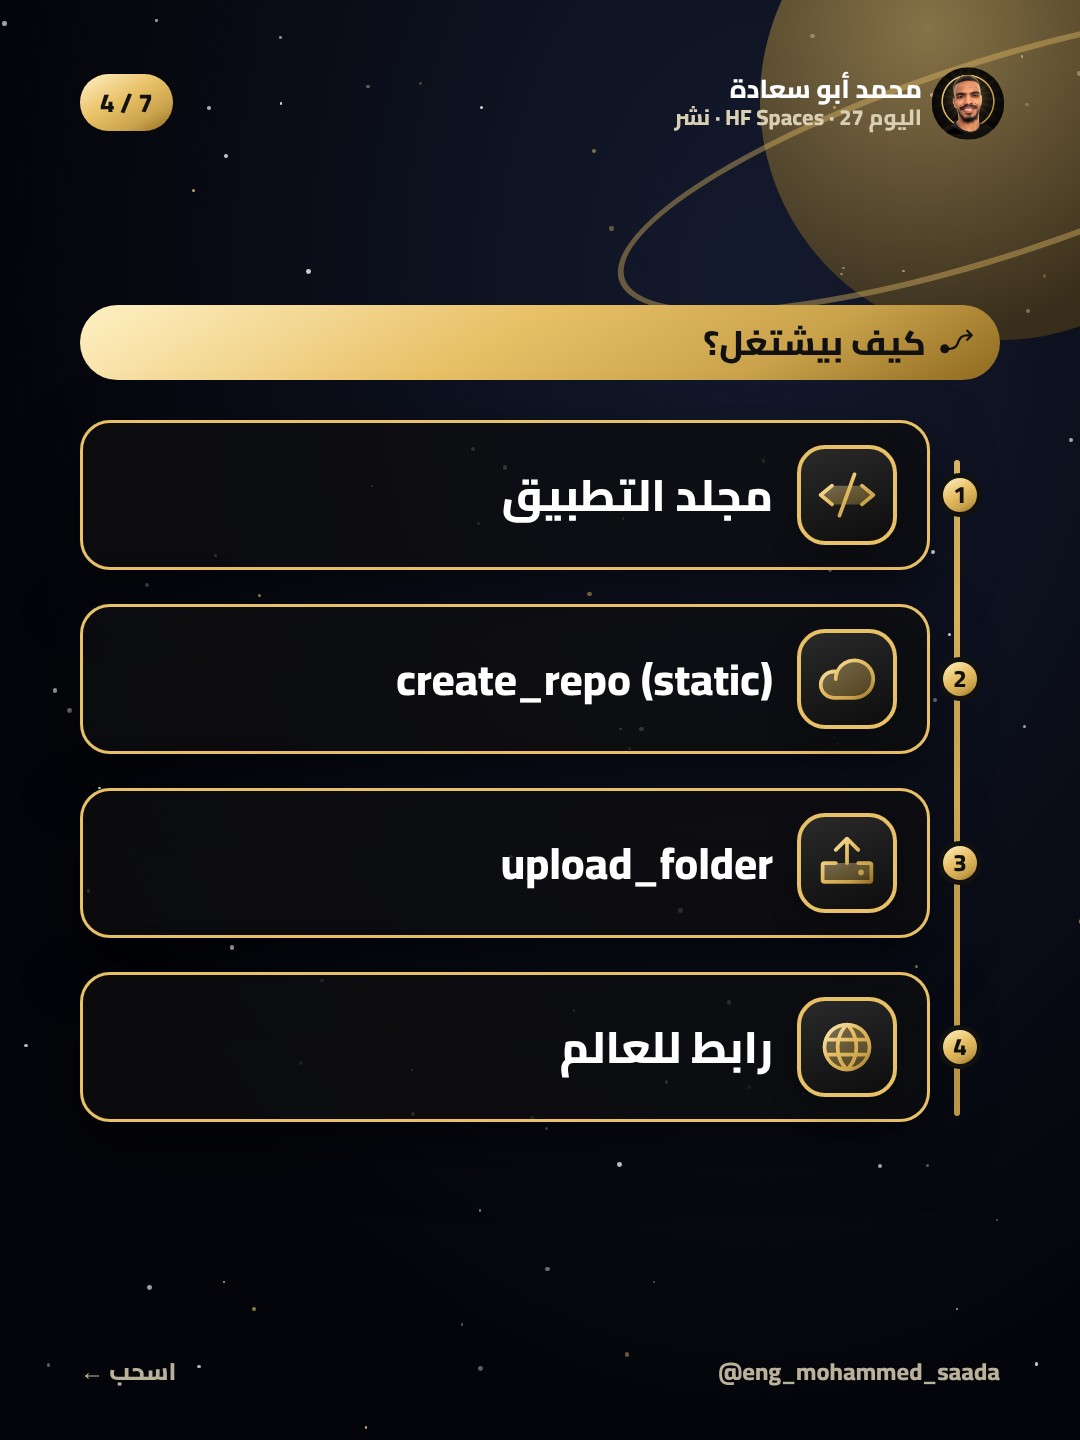 محمد أبو سعادة
اليوم 27 · HF Spaces · نشر
4 / 7
كيف بيشتغل؟
1
مجلد التطبيق
2
create_repo (static)
3
upload_folder
4
رابط للعالم
@eng_mohammed_saada
اسحب ←